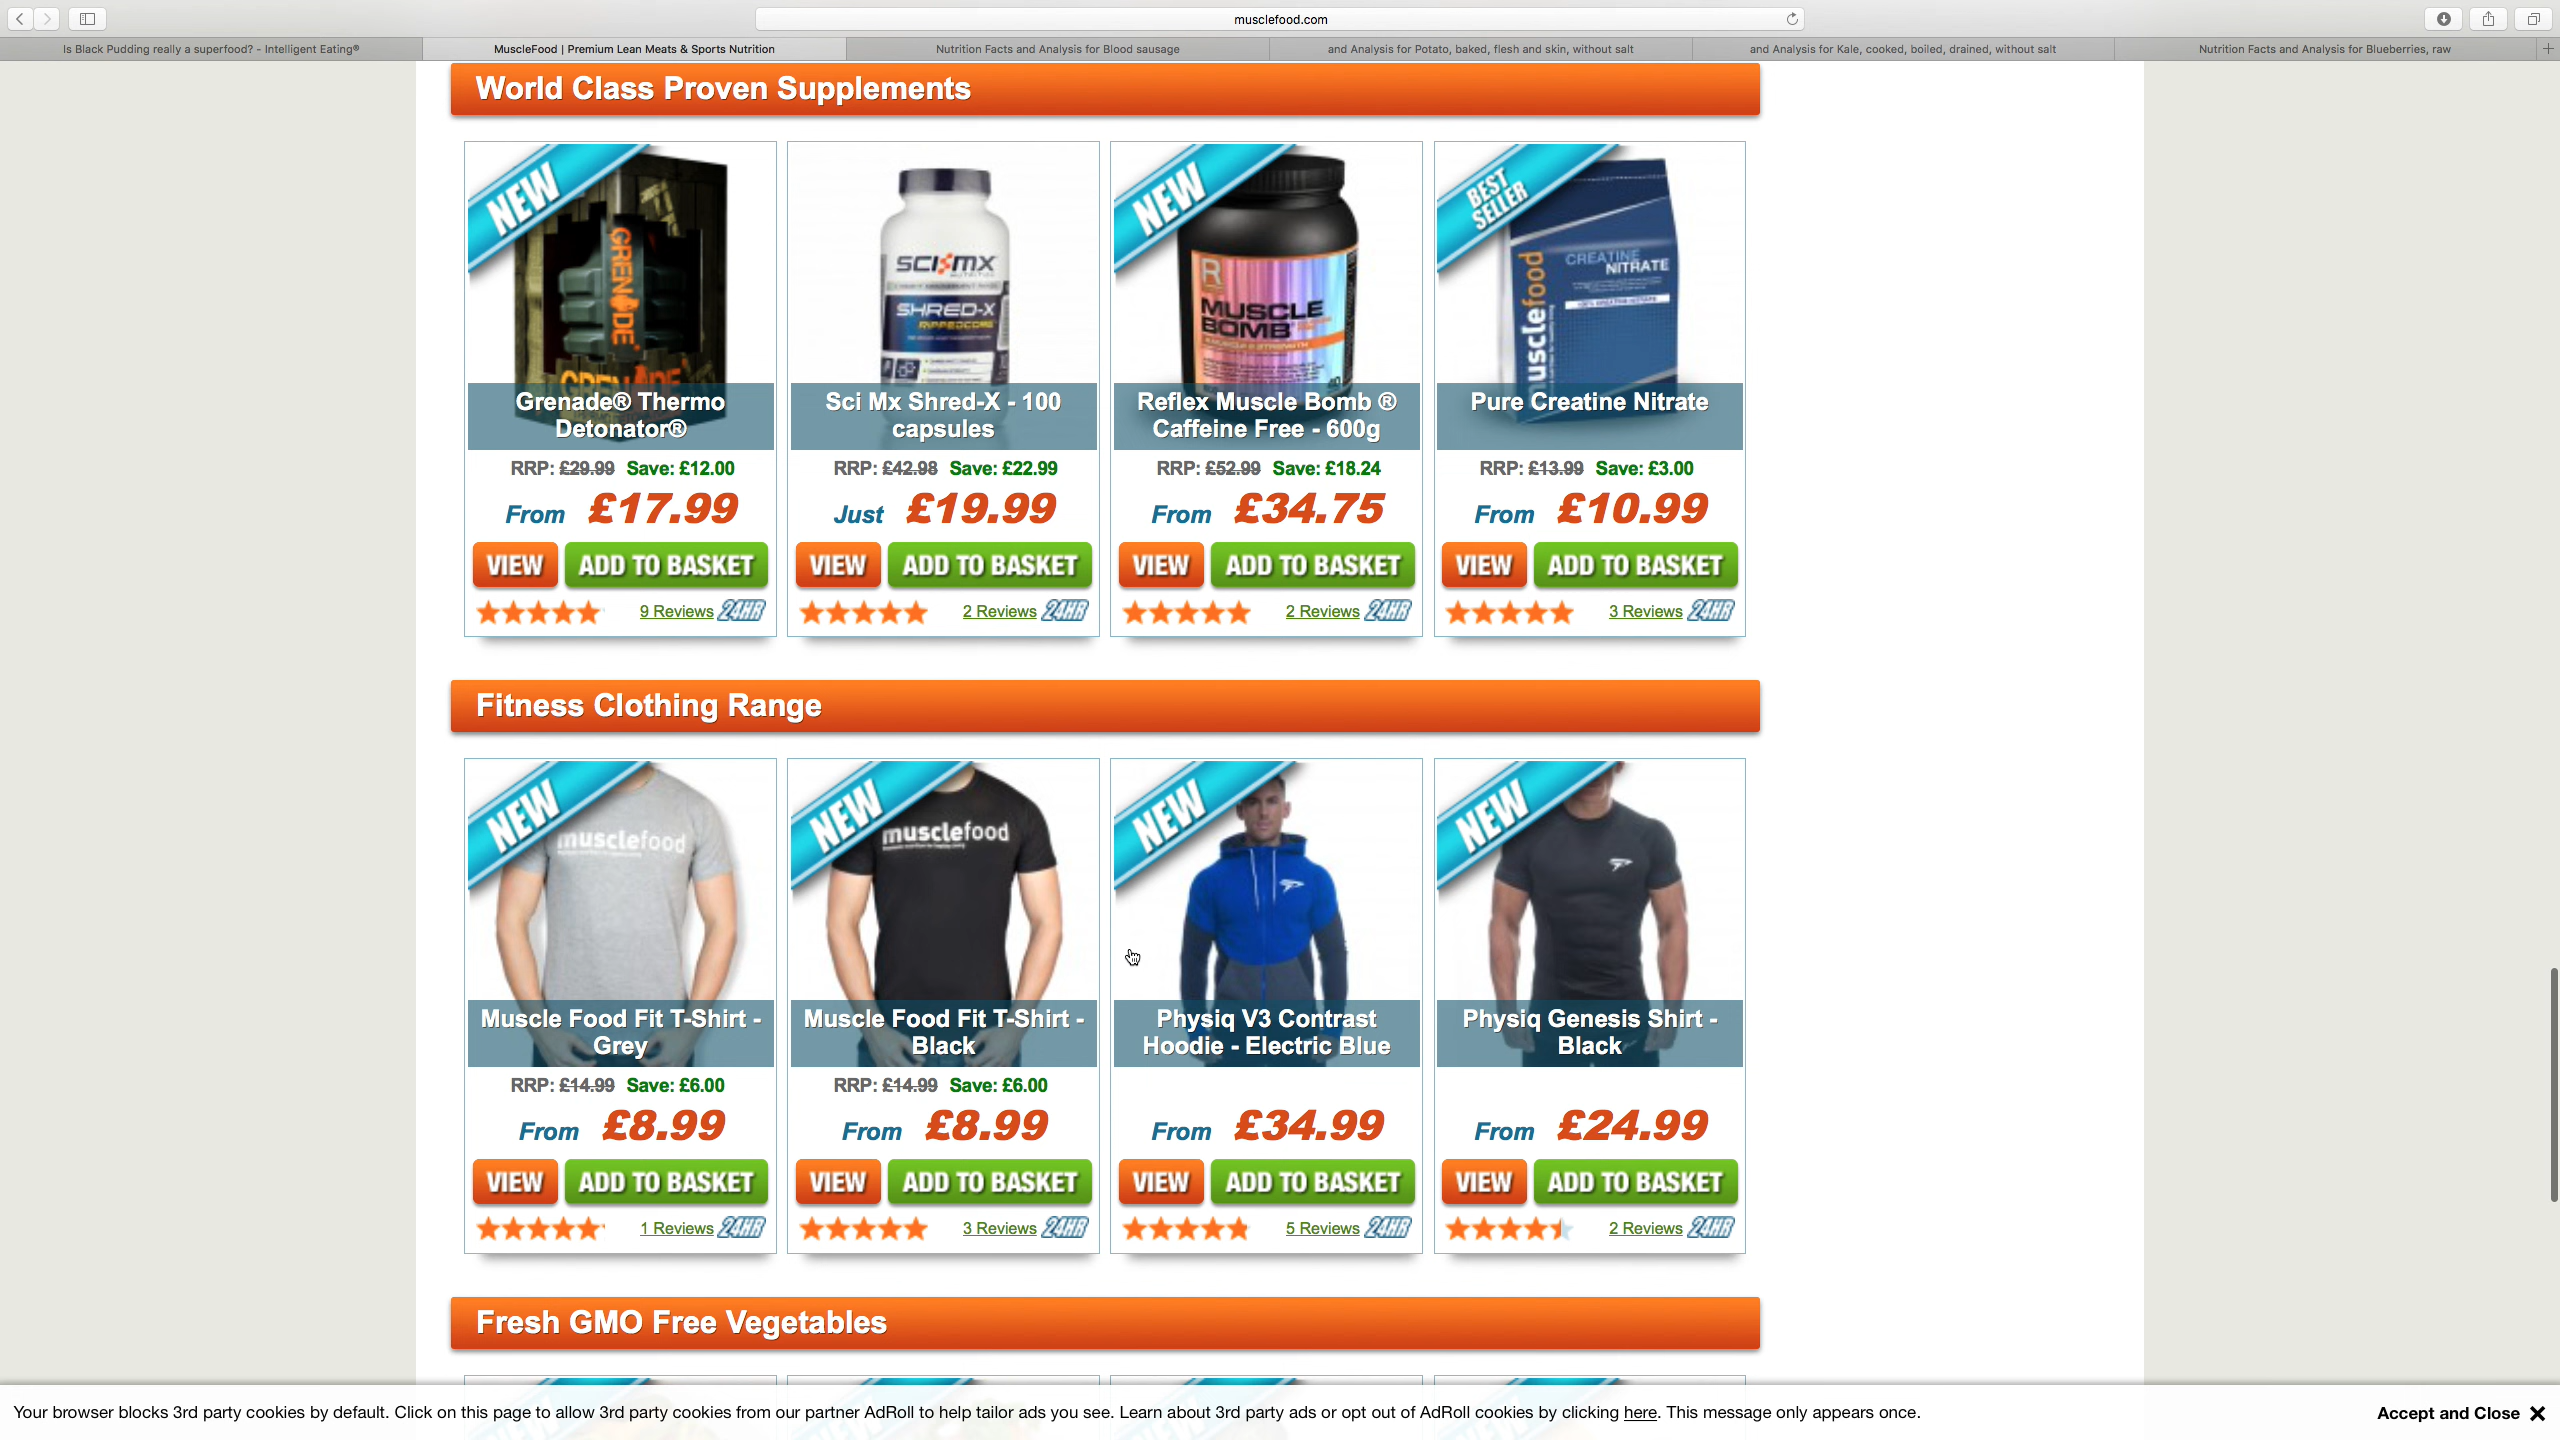 musclefood.com
Is Black Pudding really a superfood? - Intelligent Eating®
MuscleFood | Premium Lean Meats & Sports Nutrition
Nutrition Facts and Analysis for Blood sausage
and Analysis for Potato, baked, flesh and skin, without salt
and Analysis for Kale, cooked, boiled, drained, without salt
Nutrition Facts and Analysis for Blueberries, raw
World Class Proven Supplements
NEW
GRENADE
GRENADE
Grenade® Thermo
Detonator®
RRP: £29.99 Save: £12.00
From £17.99
VIEW ADD TO BASKET
9 Reviews 24HR
SCI-MX
SHRED-X
RIPPEDCORE
Sci Mx Shred-X - 100
capsules
RRP: £42.98 Save: £22.99
Just £19.99
VIEW ADD TO BASKET
2 Reviews 24HR
NEW
R
MUSCLE
BOMB
Reflex Muscle Bomb ®
Caffeine Free - 600g
RRP: £52.99 Save: £18.24
From £34.75
VIEW ADD TO BASKET
2 Reviews 24HR
BEST
SELLER
CREATINE
NITRATE
musclefood
Pure Creatine Nitrate
RRP: £13.99 Save: £3.00
From £10.99
VIEW ADD TO BASKET
3 Reviews 24HR
Fitness Clothing Range
NEW
musclefood
Muscle Food Fit T-Shirt -
Grey
RRP: £14.99 Save: £6.00
From £8.99
VIEW ADD TO BASKET
1 Reviews 24HR
NEW
musclefood
Muscle Food Fit T-Shirt -
Black
RRP: £14.99 Save: £6.00
From £8.99
VIEW ADD TO BASKET
3 Reviews 24HR
NEW
Physiq V3 Contrast
Hoodie - Electric Blue
From £34.99
VIEW ADD TO BASKET
5 Reviews 24HR
NEW
Physiq Genesis Shirt -
Black
From £24.99
VIEW ADD TO BASKET
2 Reviews 24HR
Fresh GMO Free Vegetables
Your browser blocks 3rd party cookies by default. Click on this page to allow 3rd party cookies from our partner AdRoll to help tailor ads you see. Learn about 3rd party ads or opt out of AdRoll cookies by clicking here. This message only appears once.
Accept and Close